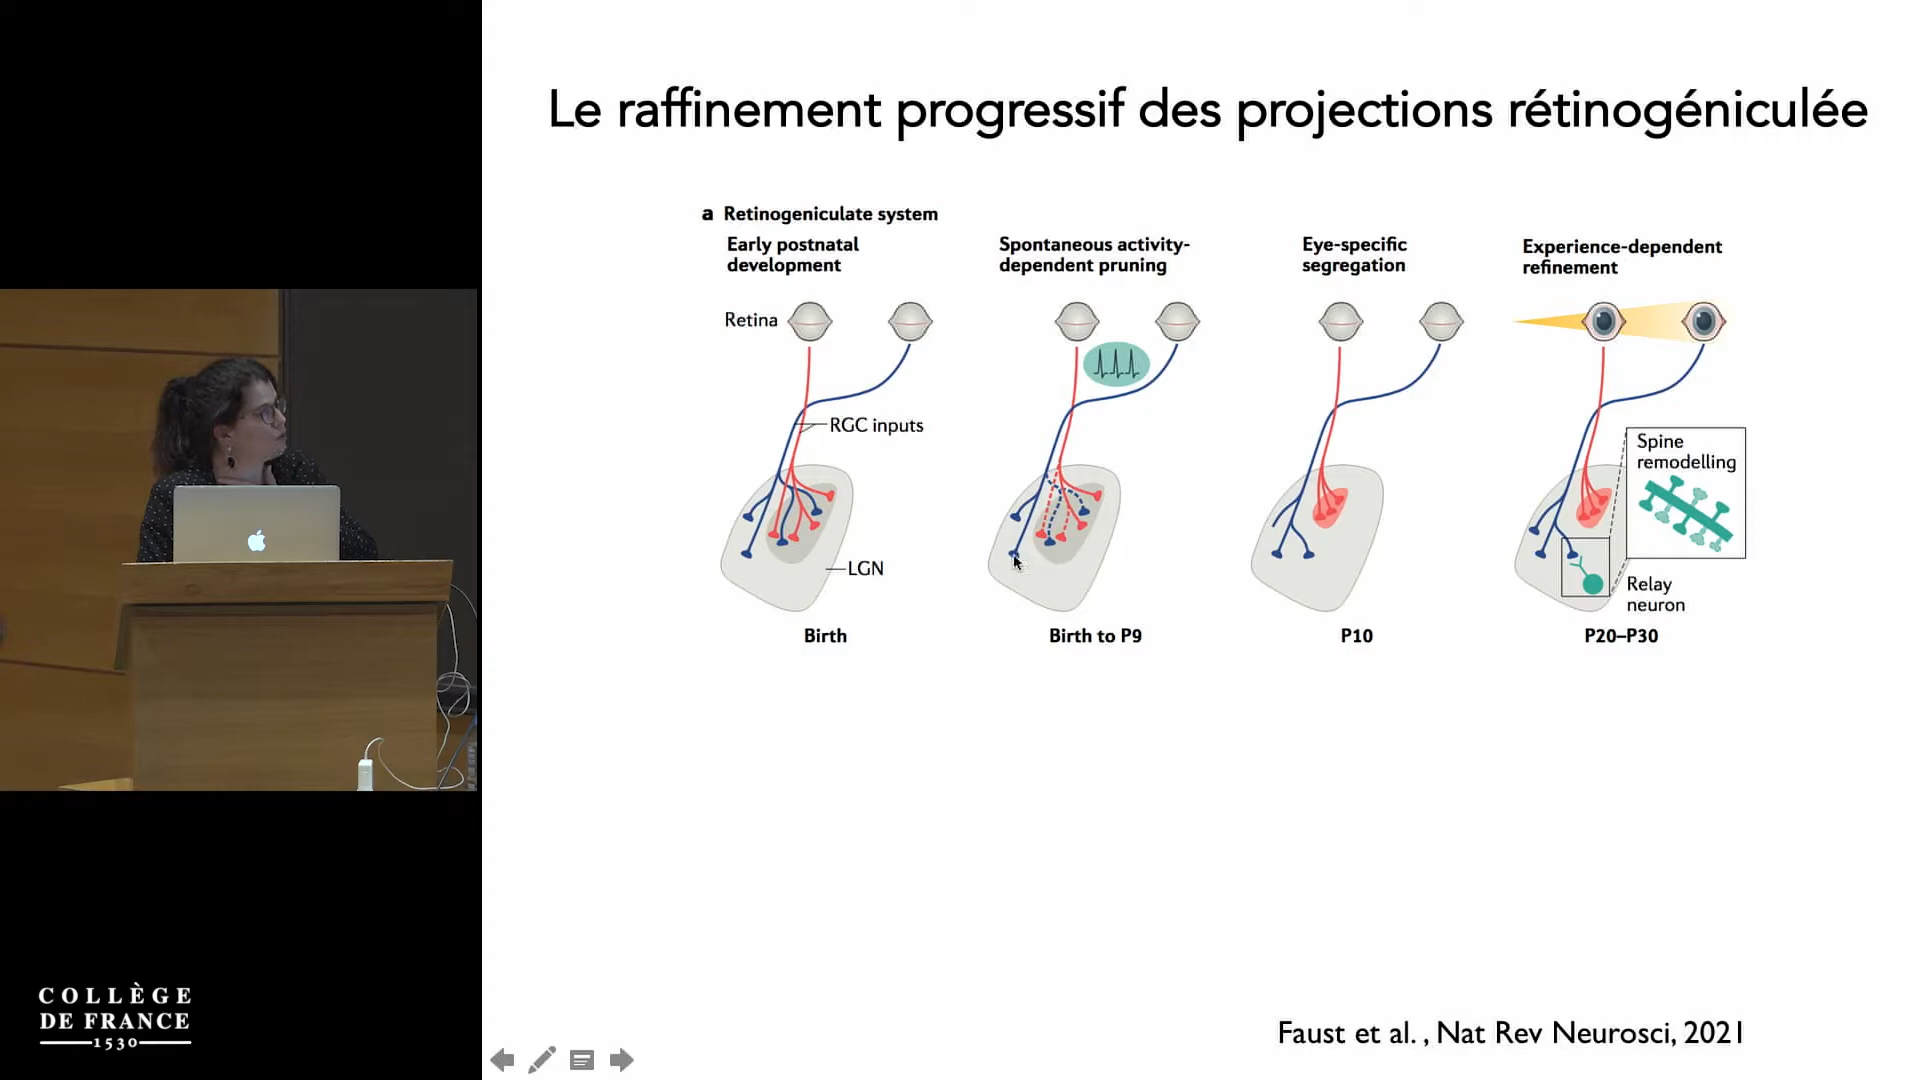 Le raffinement progressif des projections rétinogéniculée
a Retinogeniculate system
Early postnatal
development
Spontaneous activity-
dependent pruning
Eye-specific
segregation
Experience-dependent
refinement
Retina
RGC inputs
LGN
Spine
remodelling
Relay
neuron
Birth
Birth to P9
P10
P20–P30
Faust et al. , Nat Rev Neurosci, 2021
COLLÈGE
DE FRANCE
1530